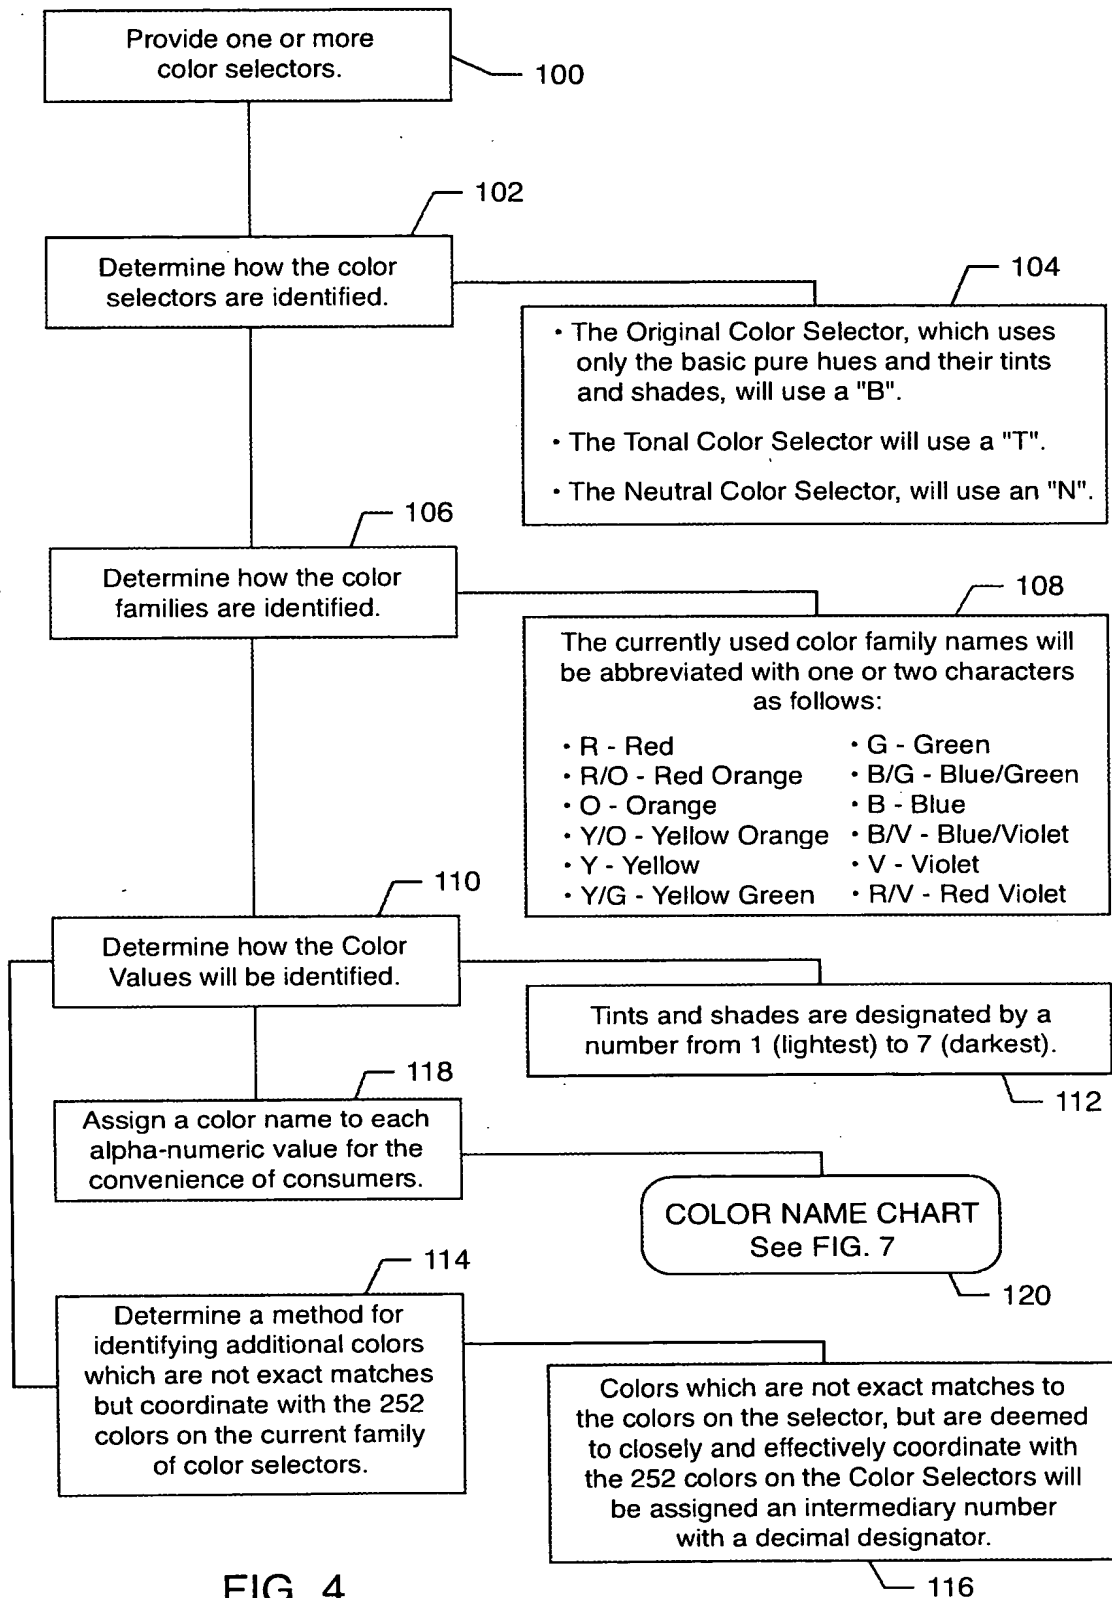 Provide one or more
color selectors.
100
102
Determine how the color
selectors are identified.
104
• The Original Color Selector, which uses
only the basic pure hues and their tints
and shades, will use a "B".
• The Tonal Color Selector will use a "T".
• The Neutral Color Selector, will use an "N".
106
Determine how the color
families are identified.
108
The currently used color family names will
be abbreviated with one or two characters
as follows:
• R - Red
• R/O - Red Orange
• O - Orange
• Y/O - Yellow Orange
• Y - Yellow
• Y/G - Yellow Green
• G - Green
• B/G - Blue/Green
• B - Blue
• B/V - Blue/Violet
• V - Violet
• R/V - Red Violet
110
Determine how the Color
Values will be identified.
Tints and shades are designated by a
number from 1 (lightest) to 7 (darkest).
112
118
Assign a color name to each
alpha-numeric value for the
convenience of consumers.
COLOR NAME CHART
See FIG. 7
120
114
Determine a method for
identifying additional colors
which are not exact matches
but coordinate with the 252
colors on the current family
of color selectors.
Colors which are not exact matches to
the colors on the selector, but are deemed
to closely and effectively coordinate with
the 252 colors on the Color Selectors will
be assigned an intermediary number
with a decimal designator.
116
FIG. 4